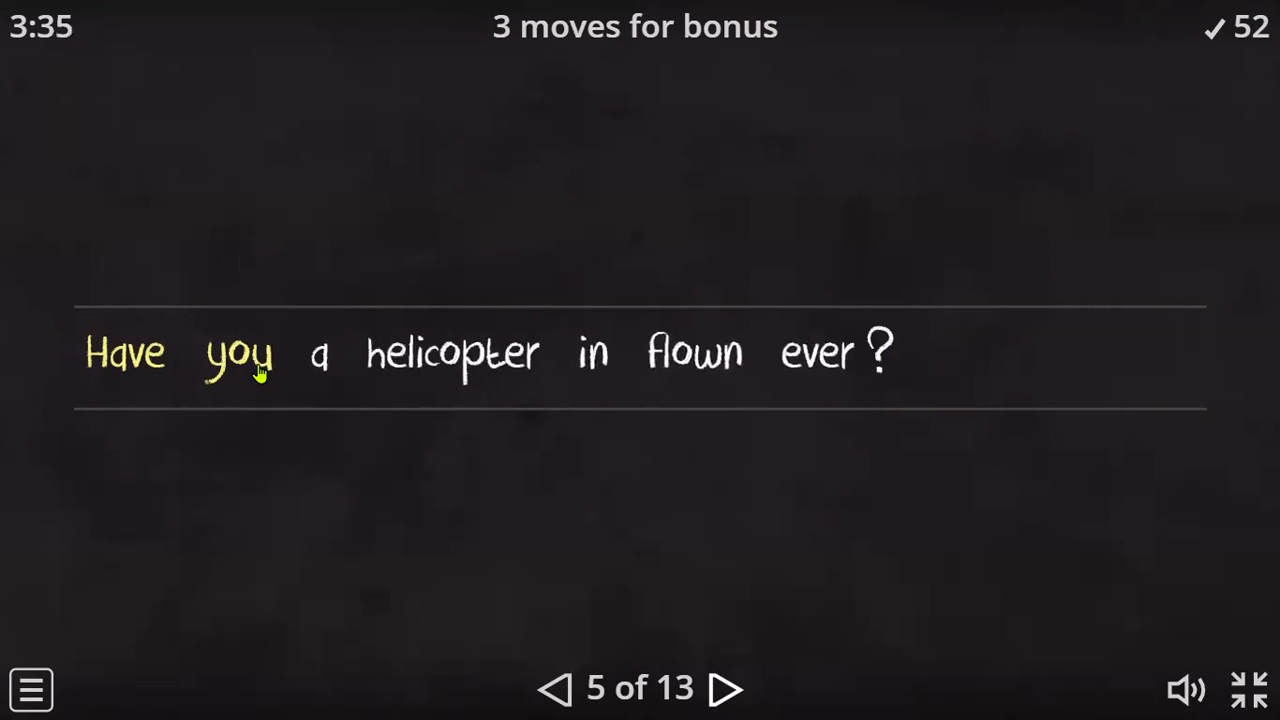 3:35 3 moves for bonus ✓ 52
Have you a helicopter in flown ever?
5 of 13